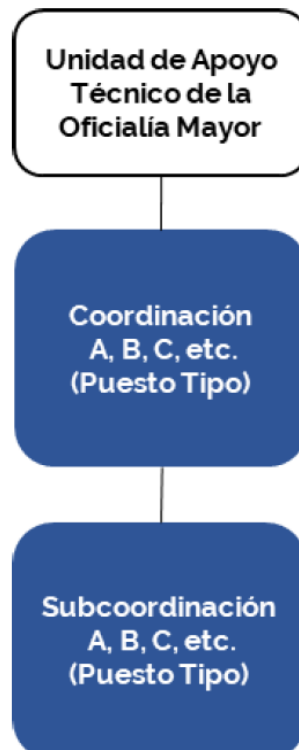 Unidad de Apoyo
Técnico de la
Oficialía Mayor
Coordinación
A, B, C, etc.
(Puesto Tipo)
Subcoordinación
A, B, C, etc.
(Puesto Tipo)